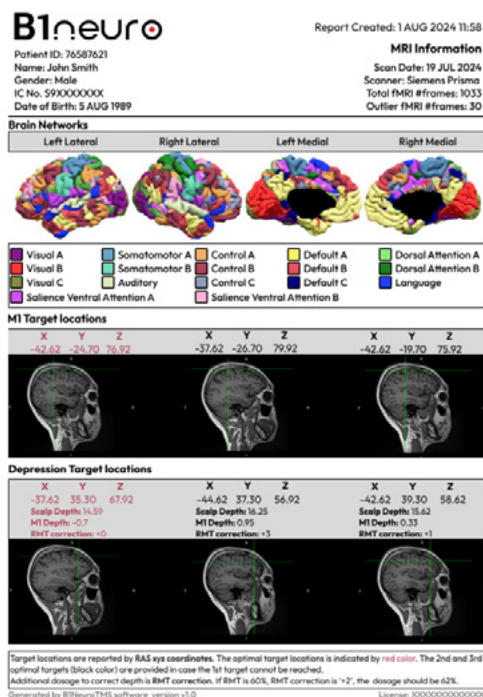 B1neuro
Report Created: 1 AUG 2024 11:58
Patient ID: 76587621
Name: John Smith
Gender: Male
IC No. S9XXXXXXX
Date of Birth: 5 AUG 1989
MRI Information
Scan Date: 19 JUL 2024
Scanner: Siemens Prisma
Total fMRI #frames: 1033
Outlier fMRI #frames: 30
Brain Networks
Left Lateral Right Lateral Left Medial Right Medial
Visual A Somatomotor A Control A Default A Dorsal Attention A
Visual B Somatomotor B Control B Default B Dorsal Attention B
Visual C Auditory Control C Default C Language
Salience Ventral Attention A Salience Ventral Attention B
M1 Target locations
X Y Z X Y Z X Y Z
-42.62 -24.70 76.92 -37.62 -26.70 79.92 -42.62 -19.70 75.92
Depression Target locations
X Y Z X Y Z X Y Z
-37.62 35.30 67.92 -44.62 37.30 56.92 -42.62 39.30 58.62
Scalp Depth: 14.59 Scalp Depth: 16.25 Scalp Depth: 15.62
M1 Depth: -0.7 M1 Depth: 0.95 M1 Depth: 0.33
RMT correction: +0 RMT correction: +3 RMT correction: +1
Target locations are reported by RAS xyz coordinates. The optimal target locations is indicated by red color. The 2nd and 3rd
optimal targets (black color) are provided in case the 1st target cannot be reached.
Additional dosage to correct depth is RMT correction. If RMT is 60%, RMT correction is '+2', the dosage should be 62%.
Generated by B1NeuroTMS software version v1.0
License: XXXXXXXXXXXXX